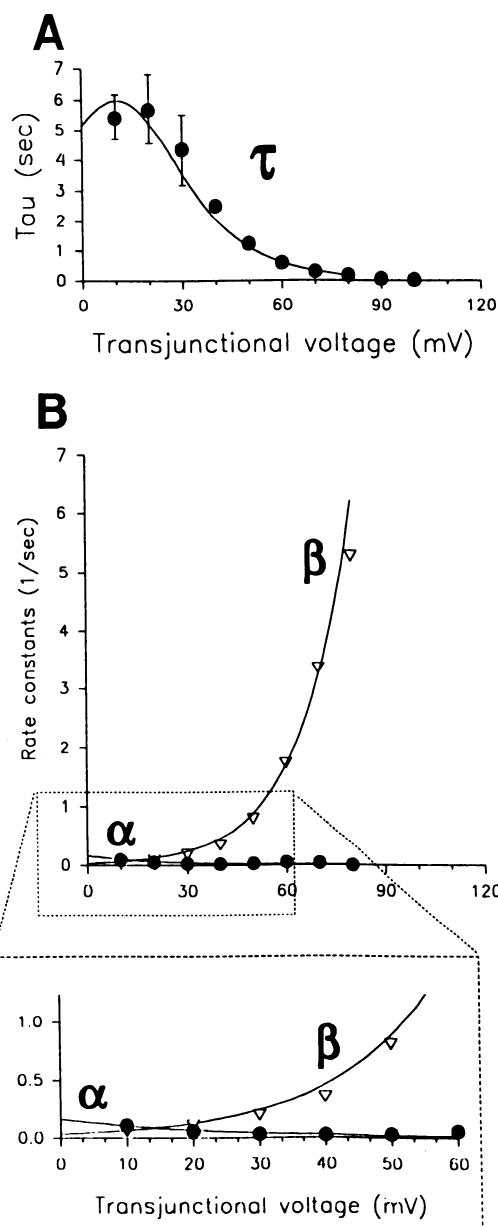 A
7
6
5
4
3
2
1
0
Tau (sec)
τ
0 30 60 90 120
Transjunctional voltage (mV)
B
7
6
5
4
3
2
1
0
Rate constants (1/sec)
β
α
0 30 60 90 120
1.0
0.5
0.0
α
β
0 10 20 30 40 50 60
Transjunctional voltage (mV)